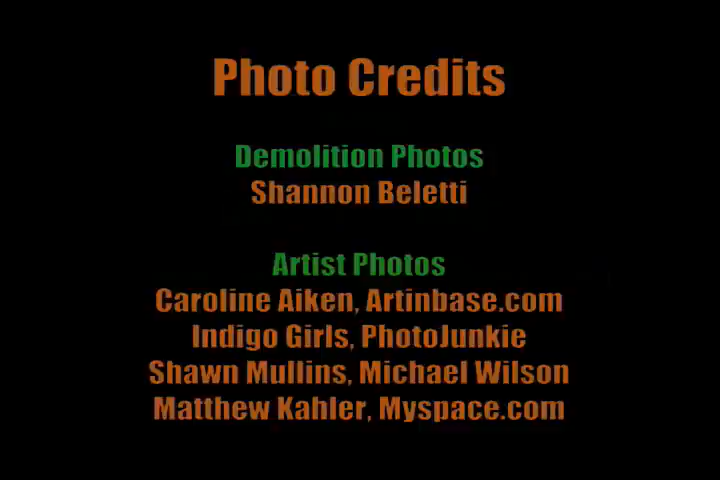 Photo Credits
Demolition Photos
Shannon Beletti
Artist Photos
Caroline Aiken, Artinbase.com
Indigo Girls, PhotoJunkie
Shawn Mullins, Michael Wilson
Matthew Kahler, Myspace.com